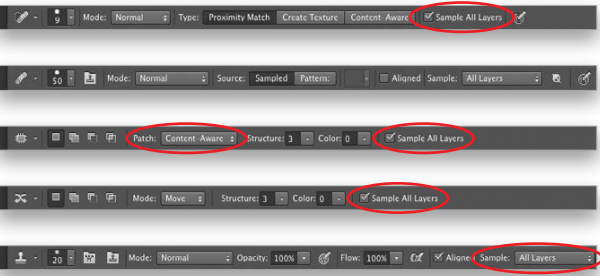 9 Mode: Normal Type: Proximity Match Create Texture Content-Aware Sample All Layers
50 Mode: Normal Source: Sampled Pattern: Aligned Sample: All Layers
Patch: Content-Aware Structure: 3 Color: 0 Sample All Layers
Mode: Move Structure: 3 Color: 0 Sample All Layers
20 Mode: Normal Opacity: 100% Flow: 100% Aligne Sample: All Layers